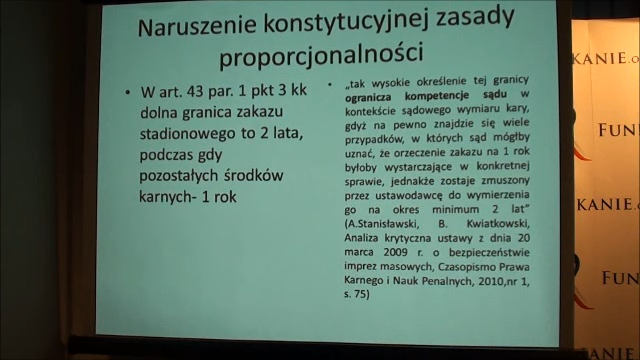 Naruszenie konstytucyjnej zasady
proporcjonalności
• W art. 43 par. 1 pkt 3 kk
dolna granica zakazu
stadionowego to 2 lata,
podczas gdy
pozostałych środków
karnych- 1 rok
• „tak wysokie określenie tej granicy
ogranicza kompetencje sądu w
kontekście sądowego wymiaru kary,
gdyż na pewno znajdzie się wiele
przypadków, w których sąd mógłby
uznać, że orzeczenie zakazu na 1 rok
byłoby wystarczające w konkretnej
sprawie, jednakże zostaje zmuszony
przez ustawodawcę do wymierzenia
go na okres minimum 2 lat"
(A.Stanisławski, B. Kwiatkowski,
Analiza krytyczna ustawy z dnia 20
marca 2009 r. o bezpieczeństwie
imprez masowych, Czasopismo Prawa
Karnego i Nauk Penalnych, 2010,nr 1,
s. 75)
KANIE.o
FUN
KANIE.OR
FUN
ANIE